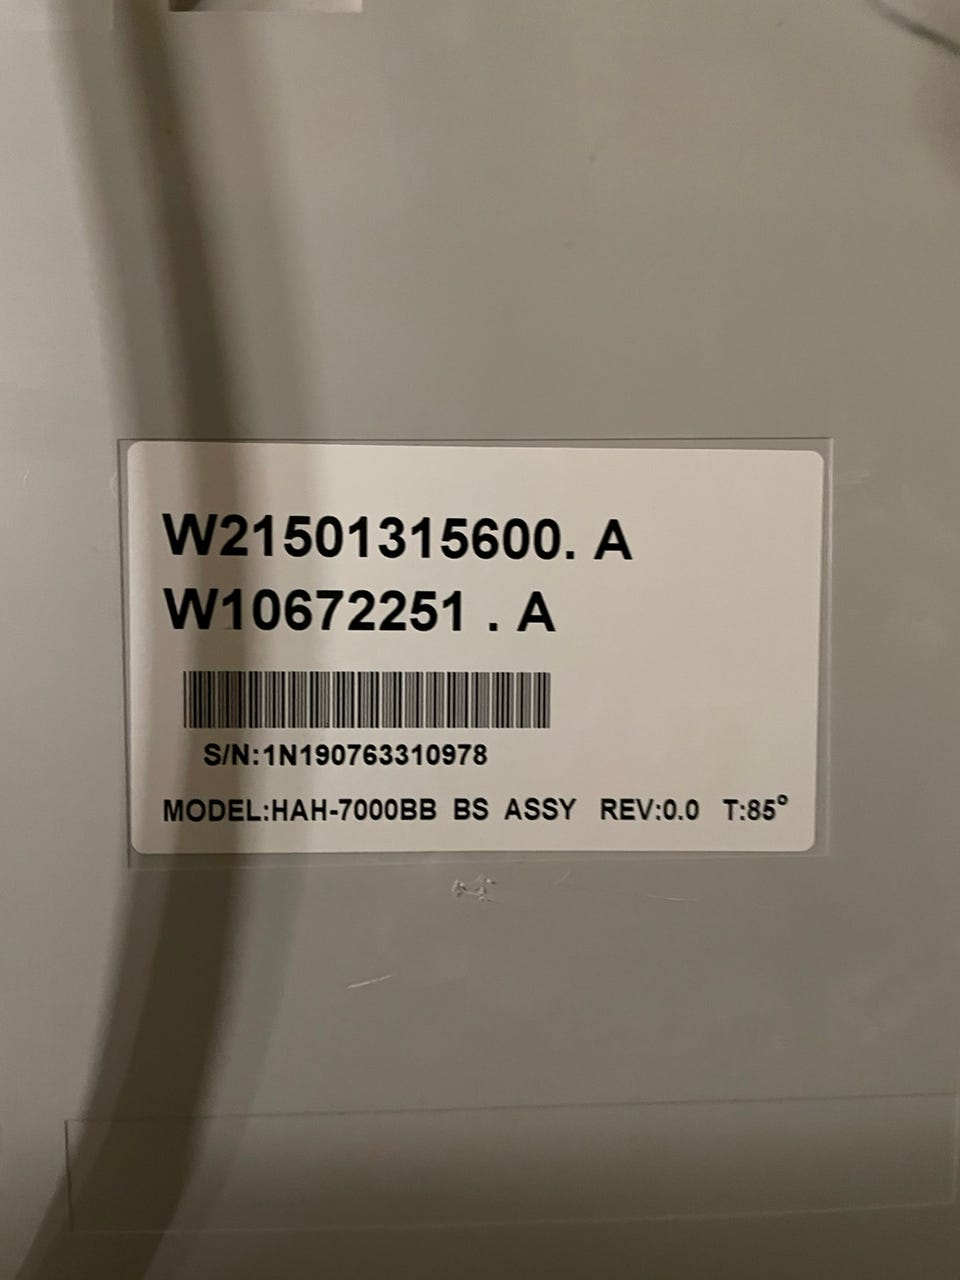 W21501315600. A
W10672251 . A
S/N:1N190763310978
MODEL:HAH-7000BB BS ASSY REV:0.0 T:85°